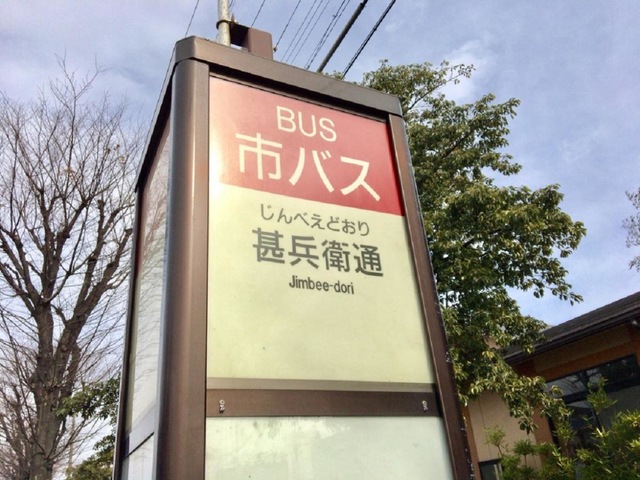 BUS
市バス
じんべえどおり
甚兵衛通
Jimbee-dori